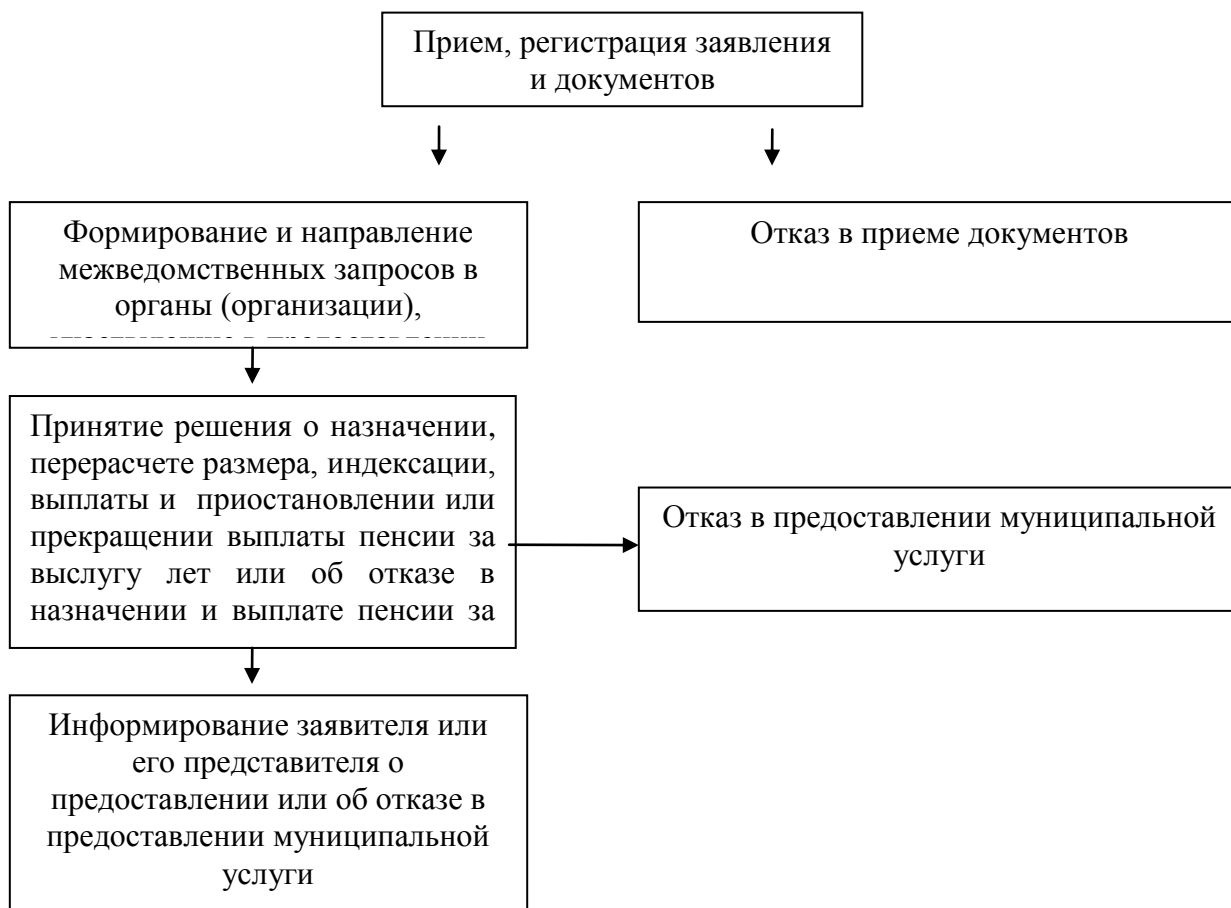 Прием, регистрация заявления
и документов
Формирование и направление
межведомственных запросов в
органы (организации),
Отказ в приеме документов
Принятие решения о назначении,
перерасчете размера, индексации,
выплаты и приостановлении или
прекращении выплаты пенсии за
выслугу лет или об отказе в
назначении и выплате пенсии за
Отказ в предоставлении муниципальной
услуги
Информирование заявителя или
его представителя о
предоставлении или об отказе в
предоставлении муниципальной
услуги